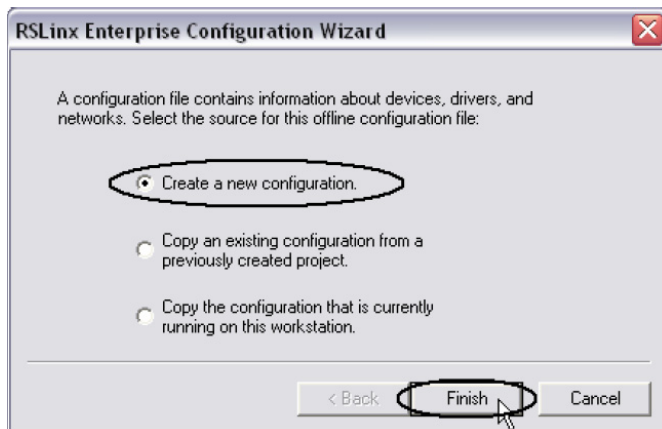 RSLinx Enterprise Configuration Wizard
A configuration file contains information about devices, drivers, and
networks. Select the source for this offline configuration file:
Create a new configuration.
Copy an existing configuration from a
previously created project.
Copy the configuration that is currently
running on this workstation.
< Back Finish Cancel